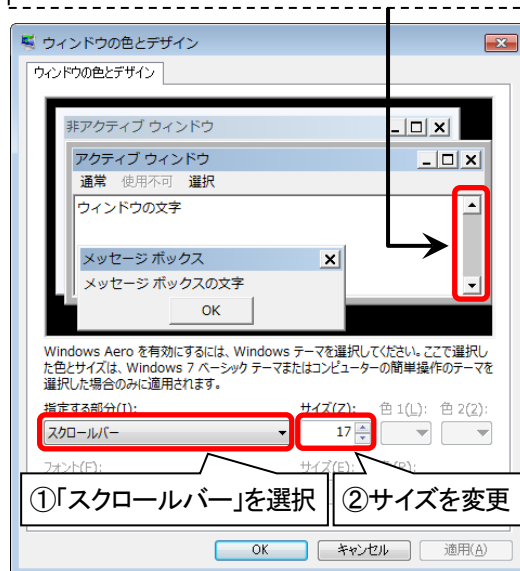 ウィンドウの色とデザイン
ウィンドウの色とデザイン
非アクティブ ウィンドウ
アクティブ ウィンドウ
通常 使用不可 選択
ウィンドウの文字
メッセージ ボックス
メッセージ ボックスの文字
OK
Windows Aero を有効にするには、Windows テーマを選択してください。ここで選択し
た色とサイズは、Windows 7 ベーシック テーマまたはコンピューターの簡単操作のテーマを
選択した場合のみに適用されます。
指定する部分(I): サイズ(Z): 色 1(L): 色 2(2):
スクロールバー 17
フォント(F): サイズ(E):
①「スクロールバー」を選択 ②サイズを変更
OK キャンセル 適用(A)